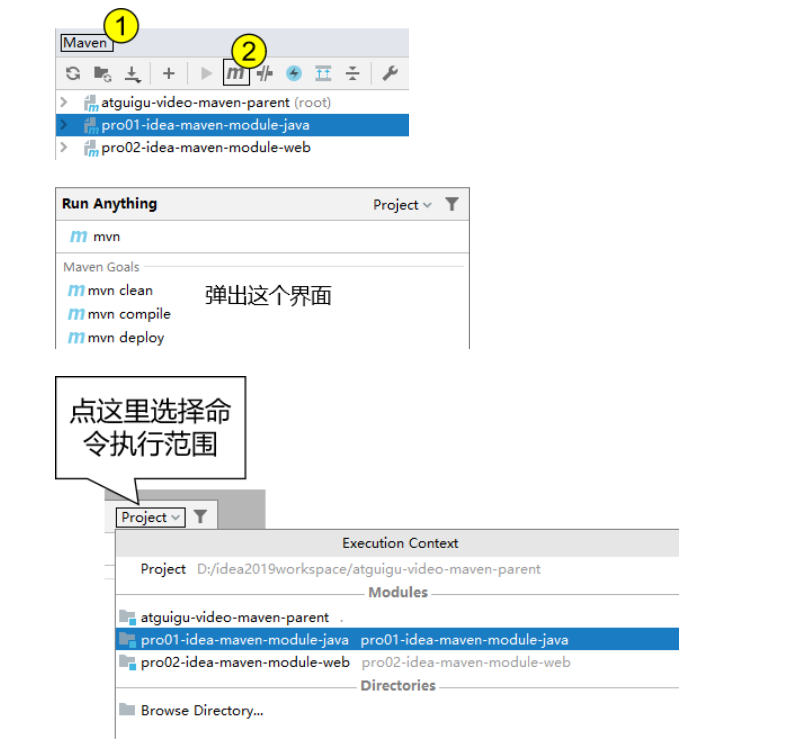 1
Maven
2
m
atguigu-video-maven-parent (root)
pro01-idea-maven-module-java
pro02-idea-maven-module-web
Run Anything Project
m mvn
Maven Goals
m mvn clean
弹出这个界面
m mvn compile
m mvn deploy
点这里选择命
令执行范围
Project
Execution Context
Project D:/idea2019workspace/atguigu-video-maven-parent
Modules
atguigu-video-maven-parent .
pro01-idea-maven-module-java pro01-idea-maven-module-java
pro02-idea-maven-module-web pro02-idea-maven-module-web
Directories
Browse Directory...